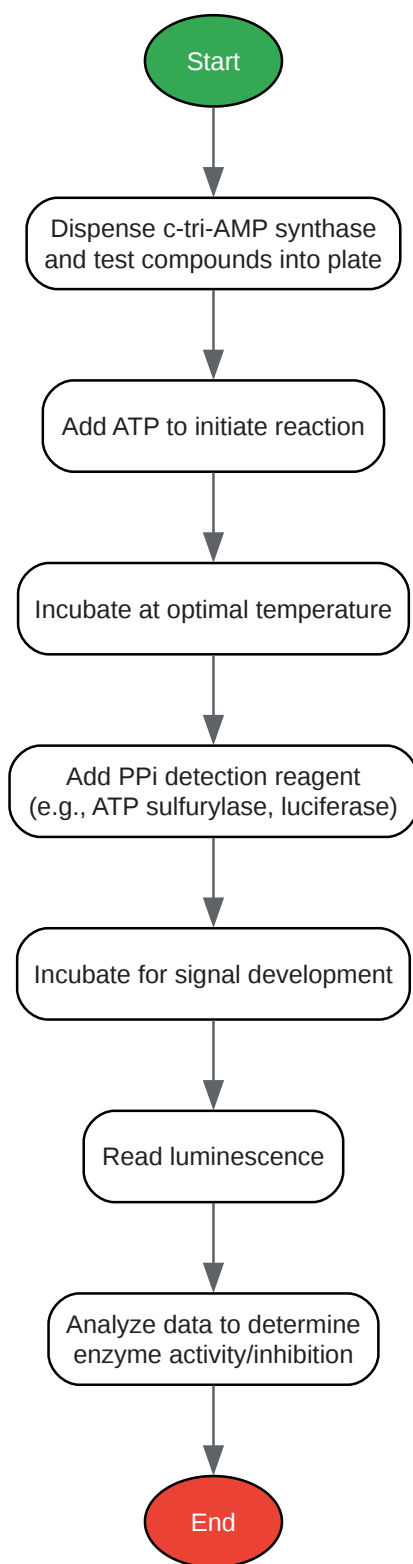 Start
Dispense c-tri-AMP synthase
and test compounds into plate
Add ATP to initiate reaction
Incubate at optimal temperature
Add PPi detection reagent
(e.g., ATP sulfurylase, luciferase)
Incubate for signal development
Read luminescence
Analyze data to determine
enzyme activity/inhibition
End